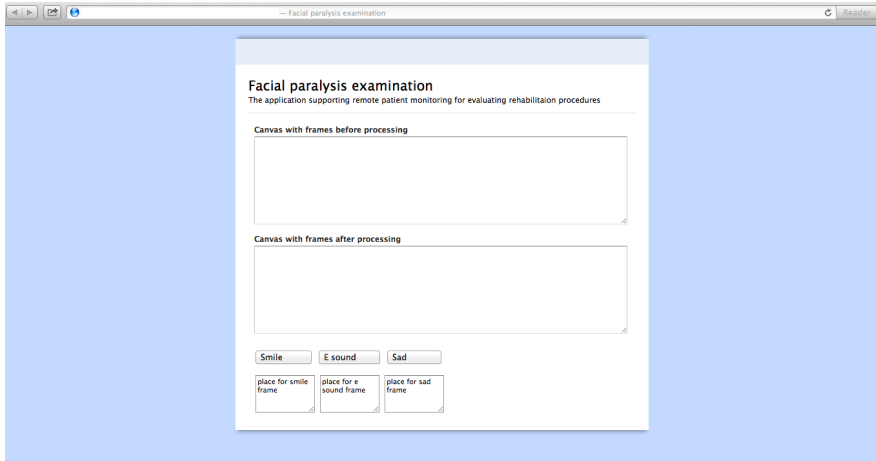 — Facial paralysis examination
Reader
Facial paralysis examination
The application supporting remote patient monitoring for evaluating rehabilitaion procedures
Canvas with frames before processing
Canvas with frames after processing
Smile
E sound
Sad
place for smile
frame
place for e
sound frame
place for sad
frame